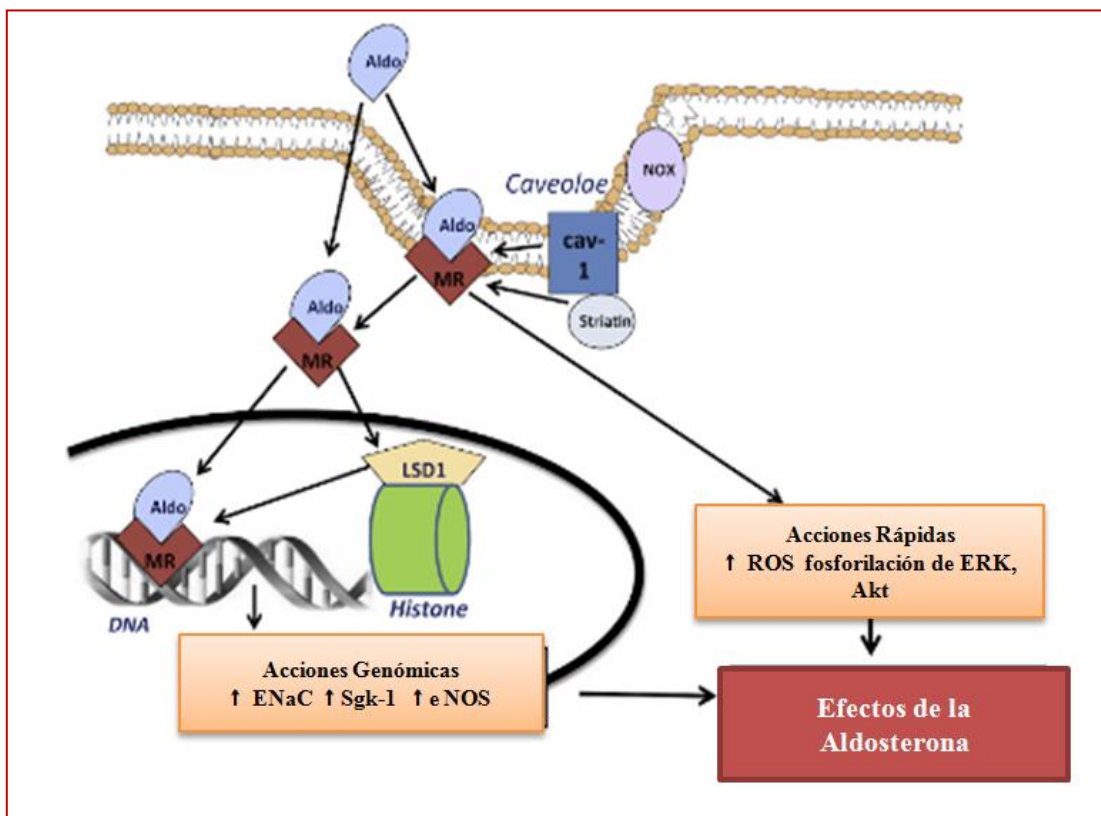 Aldo
Caveoloe
NOX
Aldo
MR
cav-
1
Striatin
Aldo
MR
LSD1
Histone
Aldo
MR
DNA
Acciones Rápidas
↑ ROS fosforilación de ERK,
Akt
Acciones Genómicas
↑ ENaC ↑ Sgk-1 ↑ e NOS
Efectos de la
Aldosterona